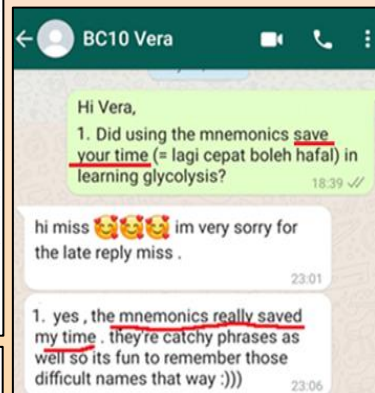 BC10 Vera
Hi Vera,
1. Did using the mnemonics save
your time (= lagi cepat boleh hafal) in
learning glycolysis?
18:39
hi miss 🥰🥰🥰 im very sorry for
the late reply miss .
23:01
1. yes , the mnemonics really saved
my time . they're catchy phrases as
well so its fun to remember those
difficult names that way :)))
23:06